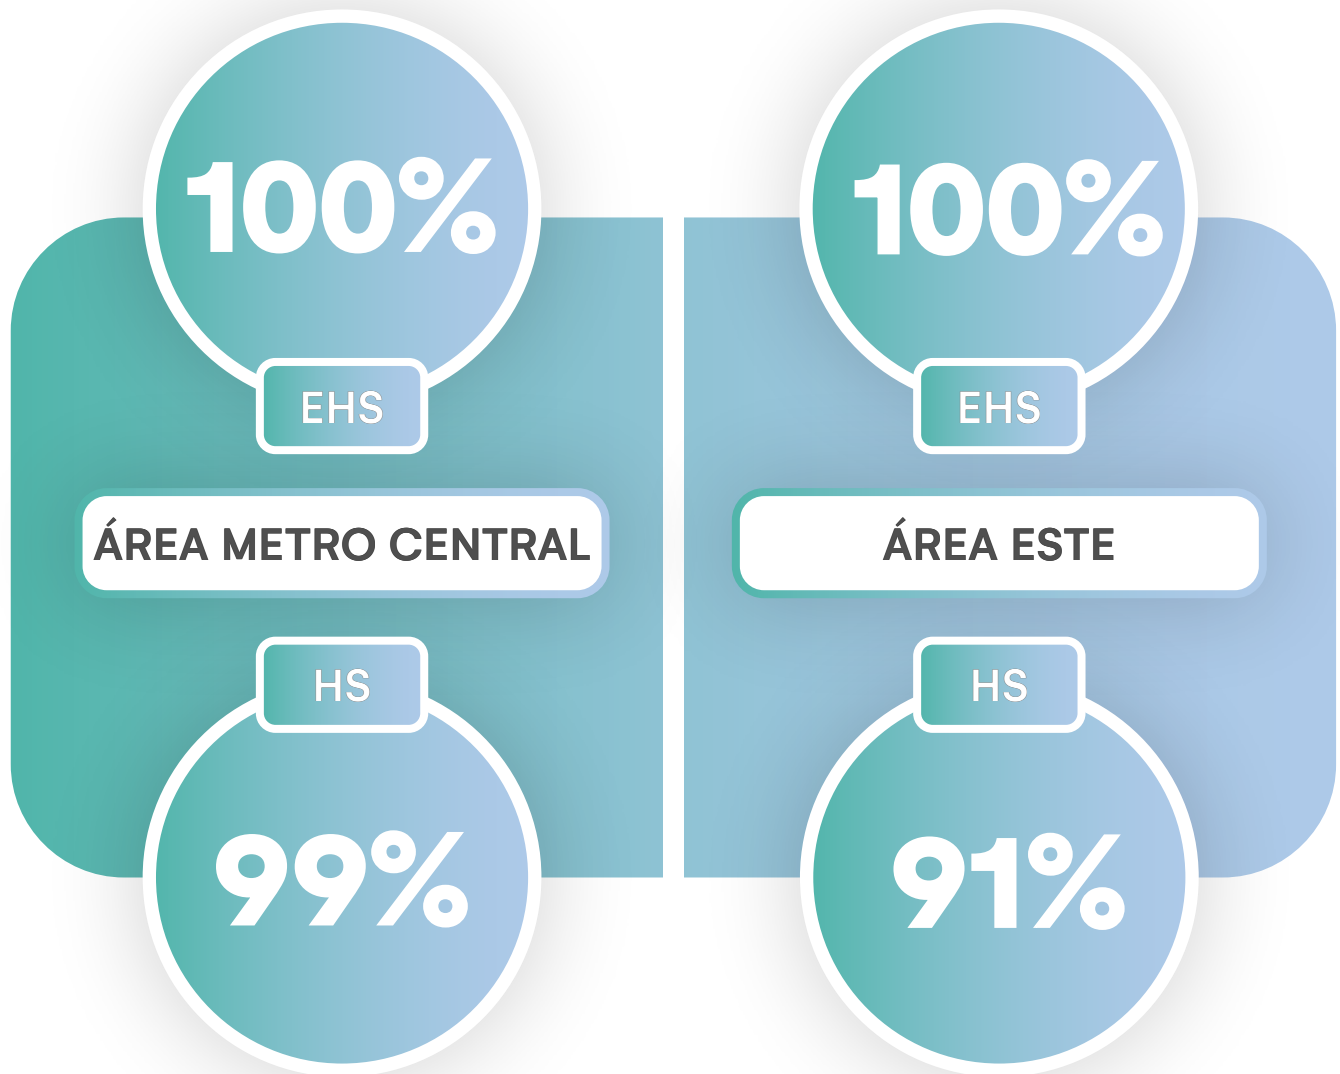 100%
EHS
ÁREA METRO CENTRAL
HS
99%
100%
EHS
ÁREA ESTE
HS
91%